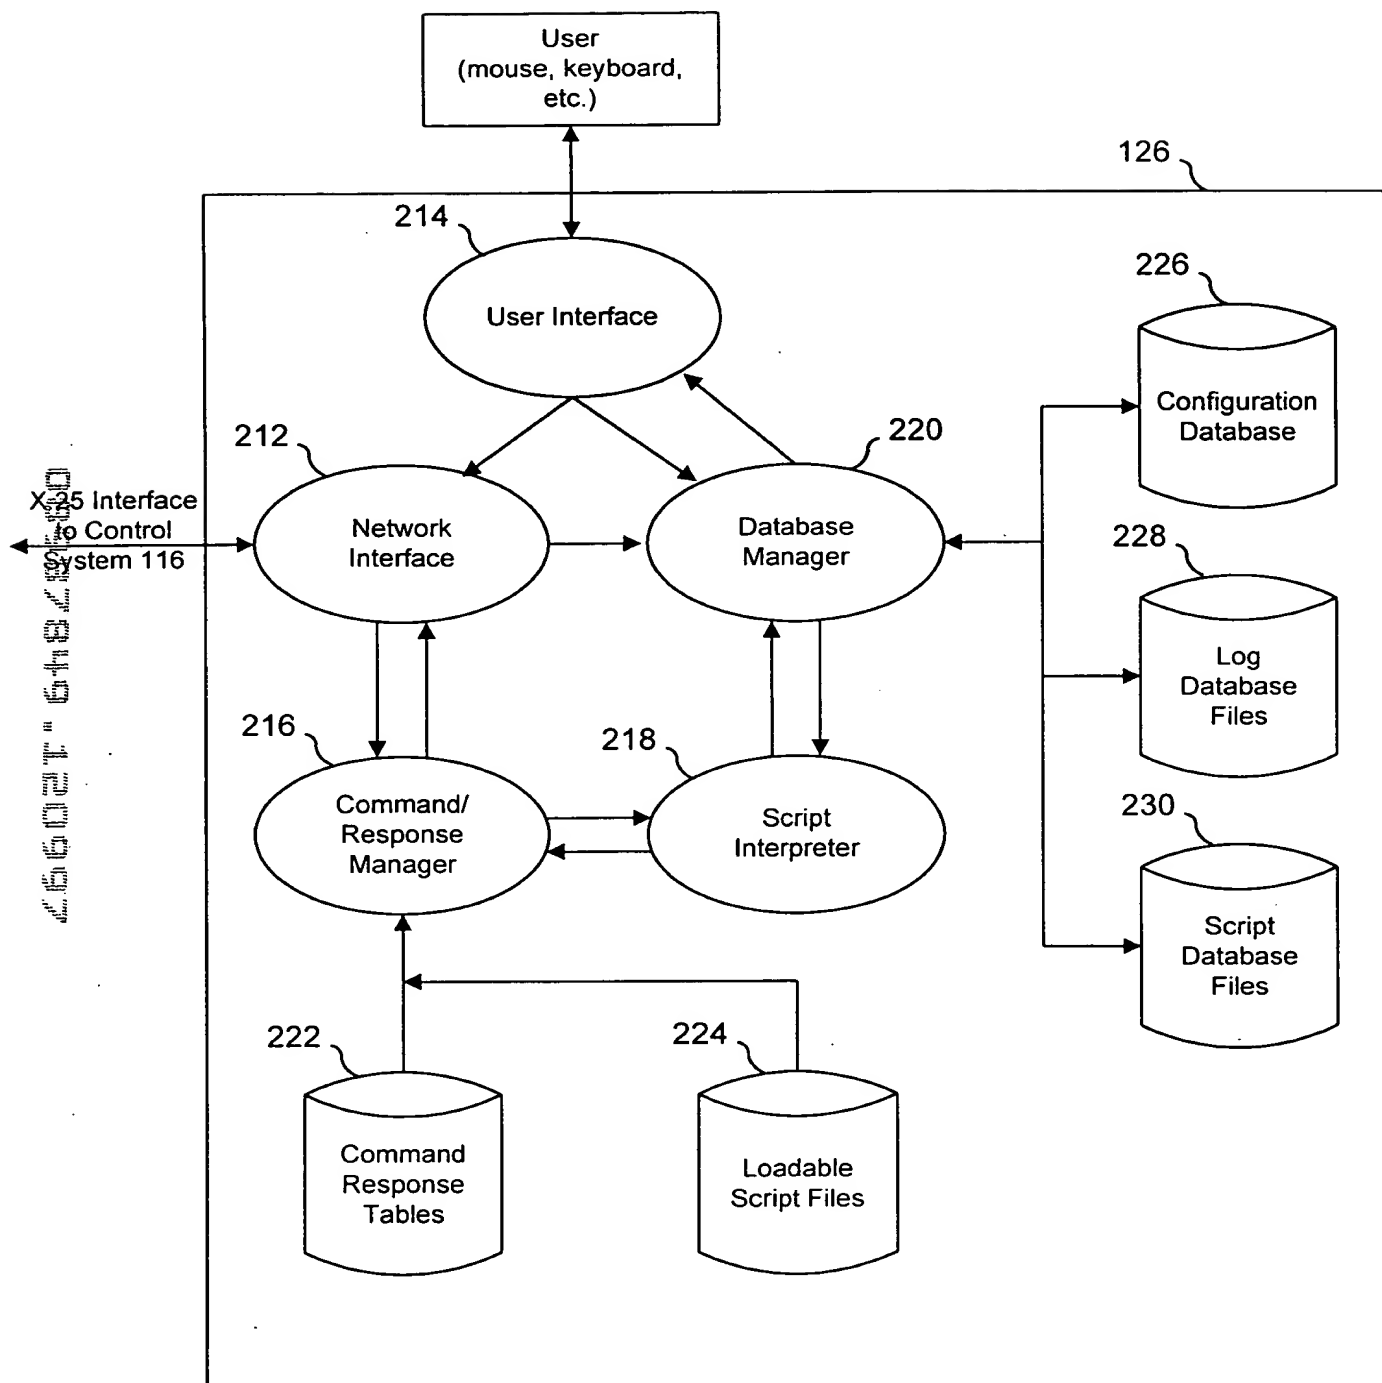 User
(mouse, keyboard,
etc.)
126
214
User Interface
226
Configuration
Database
212
220
X-25 Interface
to Control
System 116
Network
Interface
Database
Manager
228
Log
Database
Files
216
218
Command/
Response
Manager
Script
Interpreter
230
Script
Database
Files
222
224
Command
Response
Tables
Loadable
Script Files